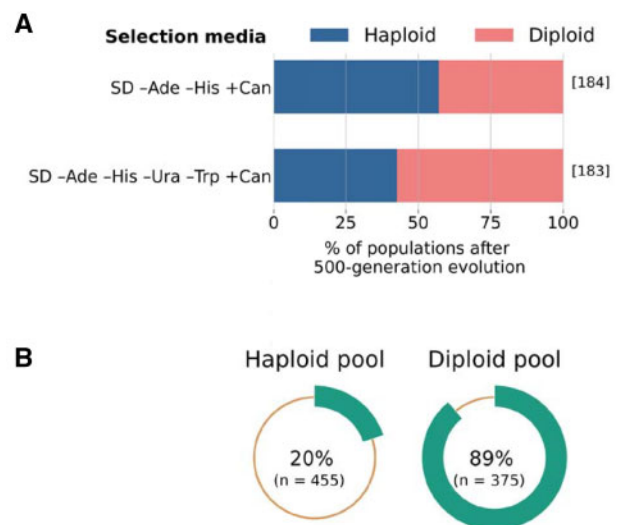 A
Selection media Haploid Diploid
SD –Ade –His +Can [184]
SD –Ade –His –Ura –Trp +Can [183]
0 25 50 75 100
% of populations after
500-generation evolution
B
Haploid pool Diploid pool
20% 89%
(n = 455) (n = 375)